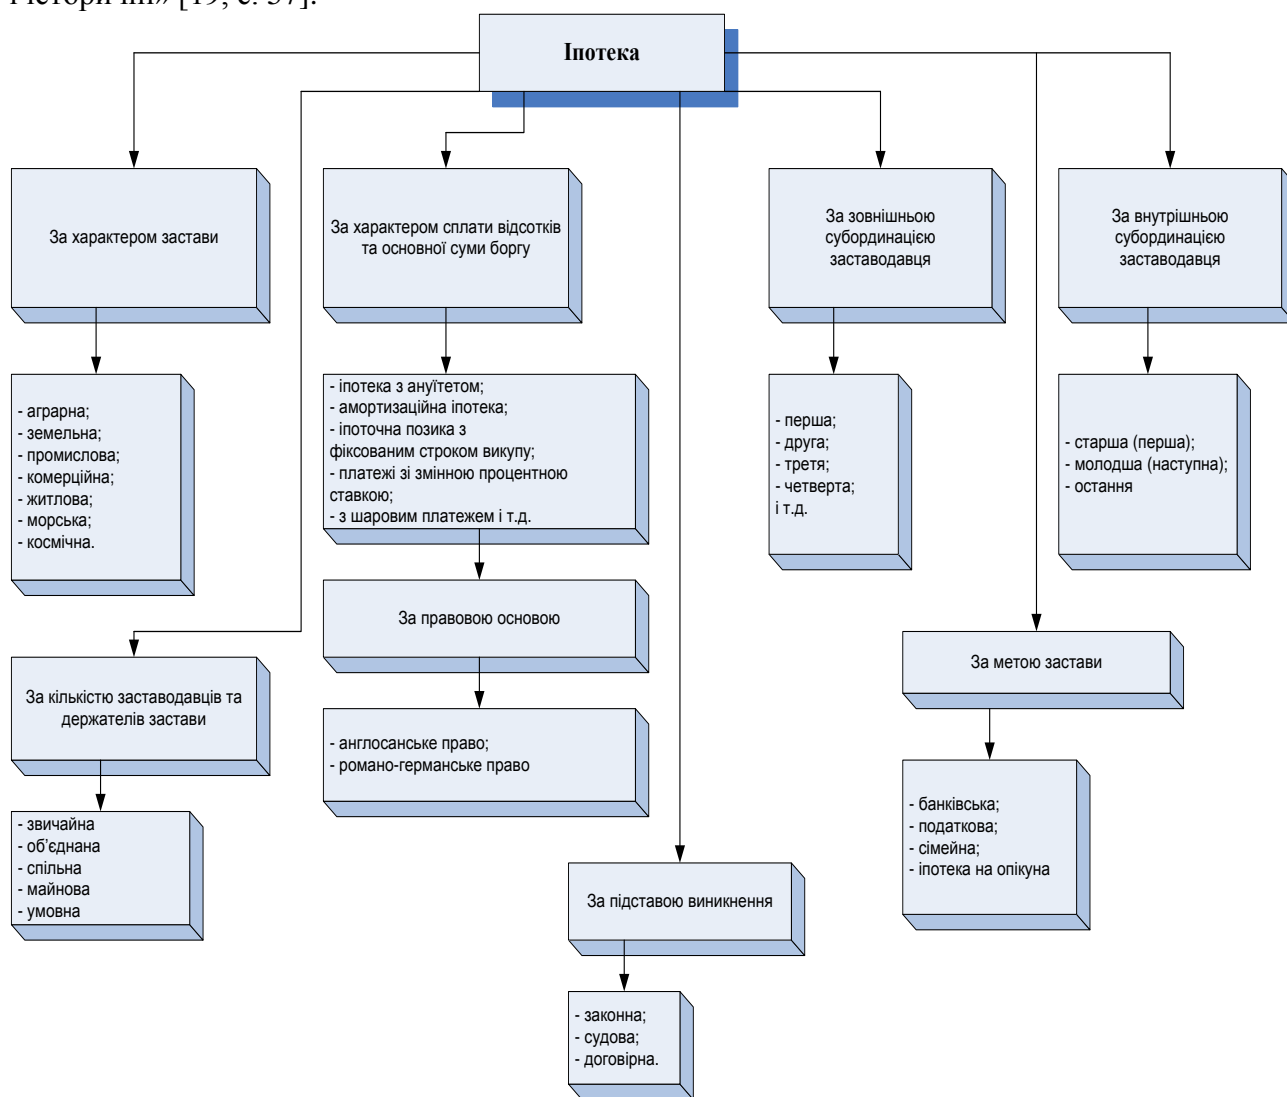 Іпотека
За характером застави
За характером сплати відсотків
та основної суми боргу
За зовнішньою
субординацією
заставодавця
За внутрішньою
субординацією
заставодавця
- аграрна;
- земельна;
- промислова;
- комерційна;
- житлова;
- морська;
- космічна.
- іпотека з ануїтетом;
- амортизаційна іпотека;
- іпоточна позика з
фіксованим строком викупу;
- платежі зі змінною процентною
ставкою;
- з шаровим платежем і т.д.
- перша;
- друга;
- третя;
- четверта;
і т.д.
- старша (перша);
- молодша (наступна);
- остання
За правовою основою
За метою застави
За кількістю заставодавців та
держателів застави
- англосанське право;
- романо-германське право
- банківська;
- податкова;
- сімейна;
- іпотека на опікуна
- звичайна
- об’єднана
- спільна
- майнова
- умовна
За підставою виникнення
- законна;
- судова;
- договірна.